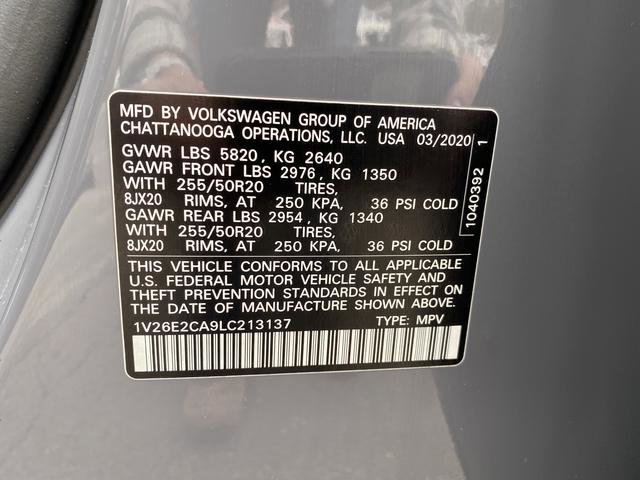 MFD BY VOLKSWAGEN GROUP OF AMERICA
CHATTANOOGA OPERATIONS, LLC. USA 03/2020
GVWR LBS 5820, KG 2640
GAWR FRONT LBS 2976, KG 1350
WITH 255/50R20 TIRES,
8JX20 RIMS, AT 250 KPA, 36 PSI COLD
GAWR REAR LBS 2954, KG 1340
WITH 255/50R20 TIRES,
8JX20 RIMS, AT 250 KPA, 36 PSI COLD
THIS VEHICLE CONFORMS TO ALL APPLICABLE
U.S. FEDERAL MOTOR VEHICLE SAFETY AND
THEFT PREVENTION STANDARDS IN EFFECT ON
THE DATE OF MANUFACTURE SHOWN ABOVE.
1V26E2CA9LC213137 TYPE: MPV
1040392 1